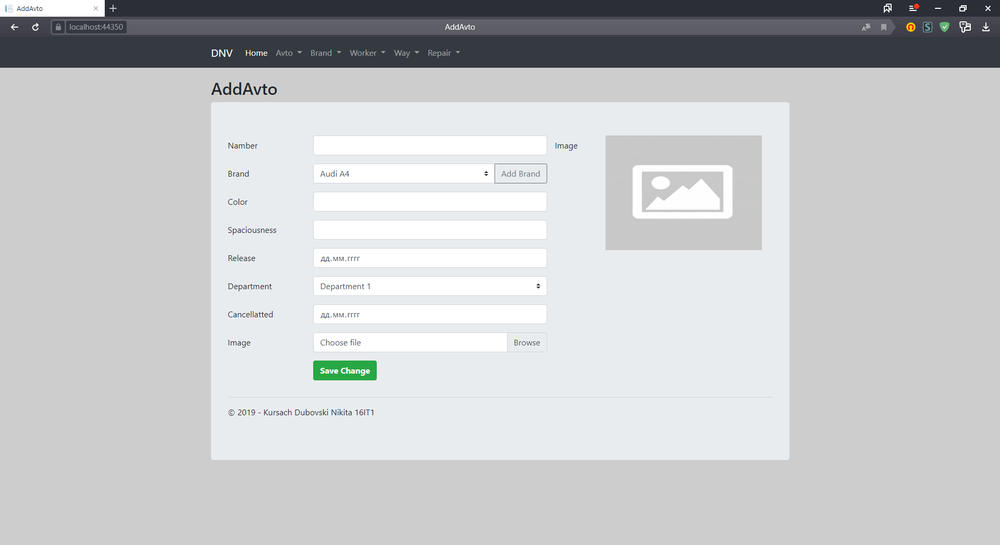 AddAvto
localhost:44350
AddAvto
DNV Home Avto Brand Worker Way Repair
AddAvto
Namber
Image
Brand Audi A4 Add Brand
Color
Spaciousness
Release дд.мм.гггг
Department Department 1
Cancellatted дд.мм.гггг
Image Choose file Browse
Save Change
© 2019 - Kursach Dubovski Nikita 16IT1